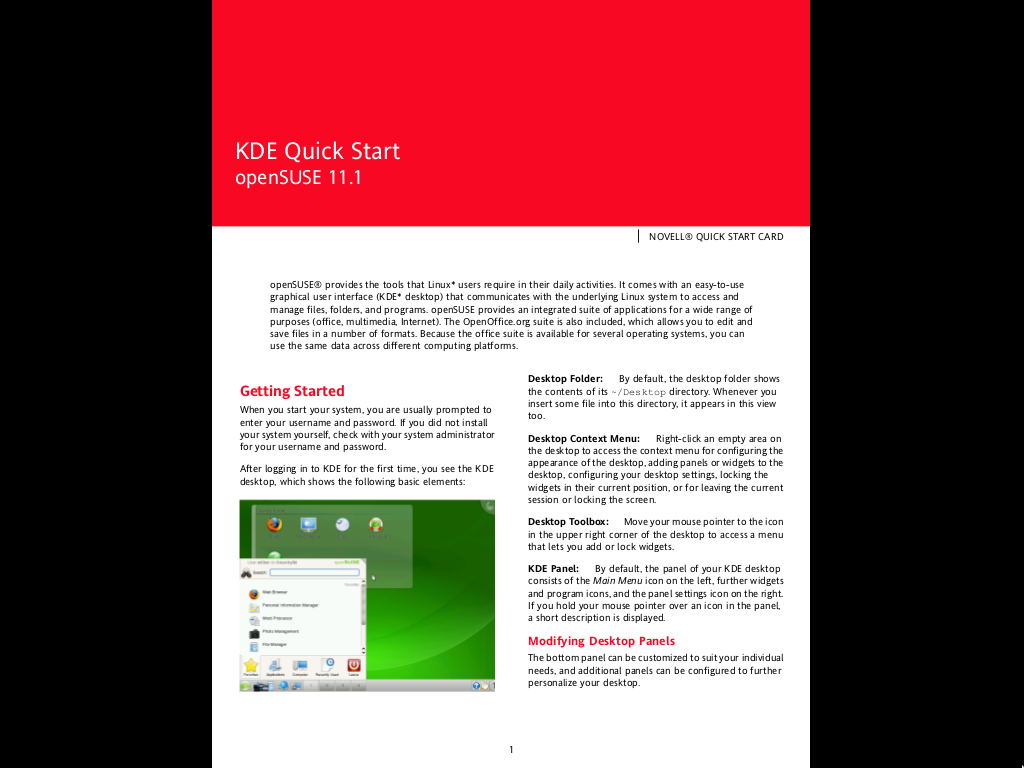 KDE Quick Start
openSUSE 11.1
NOVELL® QUICK START CARD
openSUSE® provides the tools that Linux* users require in their daily activities. It comes with an easy-to-use
graphical user interface (KDE* desktop) that communicates with the underlying Linux system to access and
manage files, folders, and programs. openSUSE provides an integrated suite of applications for a wide range of
purposes (office, multimedia, Internet). The OpenOffice.org suite is also included, which allows you to edit and
save files in a number of formats. Because the office suite is available for several operating systems, you can
use the same data across different computing platforms.
Getting Started
When you start your system, you are usually prompted to
enter your username and password. If you did not install
your system yourself, check with your system administrator
for your username and password.
After logging in to KDE for the first time, you see the KDE
desktop, which shows the following basic elements:
openSUSE
Search:
Favorites
Web Browser
Personal Information Manager
Word Processor
Photo Management
File Manager
Favorites Applications Computer Recently Used Leave
Desktop Folder: By default, the desktop folder shows
the contents of its ~/Desktop directory. Whenever you
insert some file into this directory, it appears in this view
too.
Desktop Context Menu: Right-click an empty area on
the desktop to access the context menu for configuring the
appearance of the desktop, adding panels or widgets to the
desktop, configuring your desktop settings, locking the
widgets in their current position, or for leaving the current
session or locking the screen.
Desktop Toolbox: Move your mouse pointer to the icon
in the upper right corner of the desktop to access a menu
that lets you add or lock widgets.
KDE Panel: By default, the panel of your KDE desktop
consists of the Main Menu icon on the left, further widgets
and program icons, and the panel settings icon on the right.
If you hold your mouse pointer over an icon in the panel,
a short description is displayed.
Modifying Desktop Panels
The bottom panel can be customized to suit your individual
needs, and additional panels can be configured to further
personalize your desktop.
1